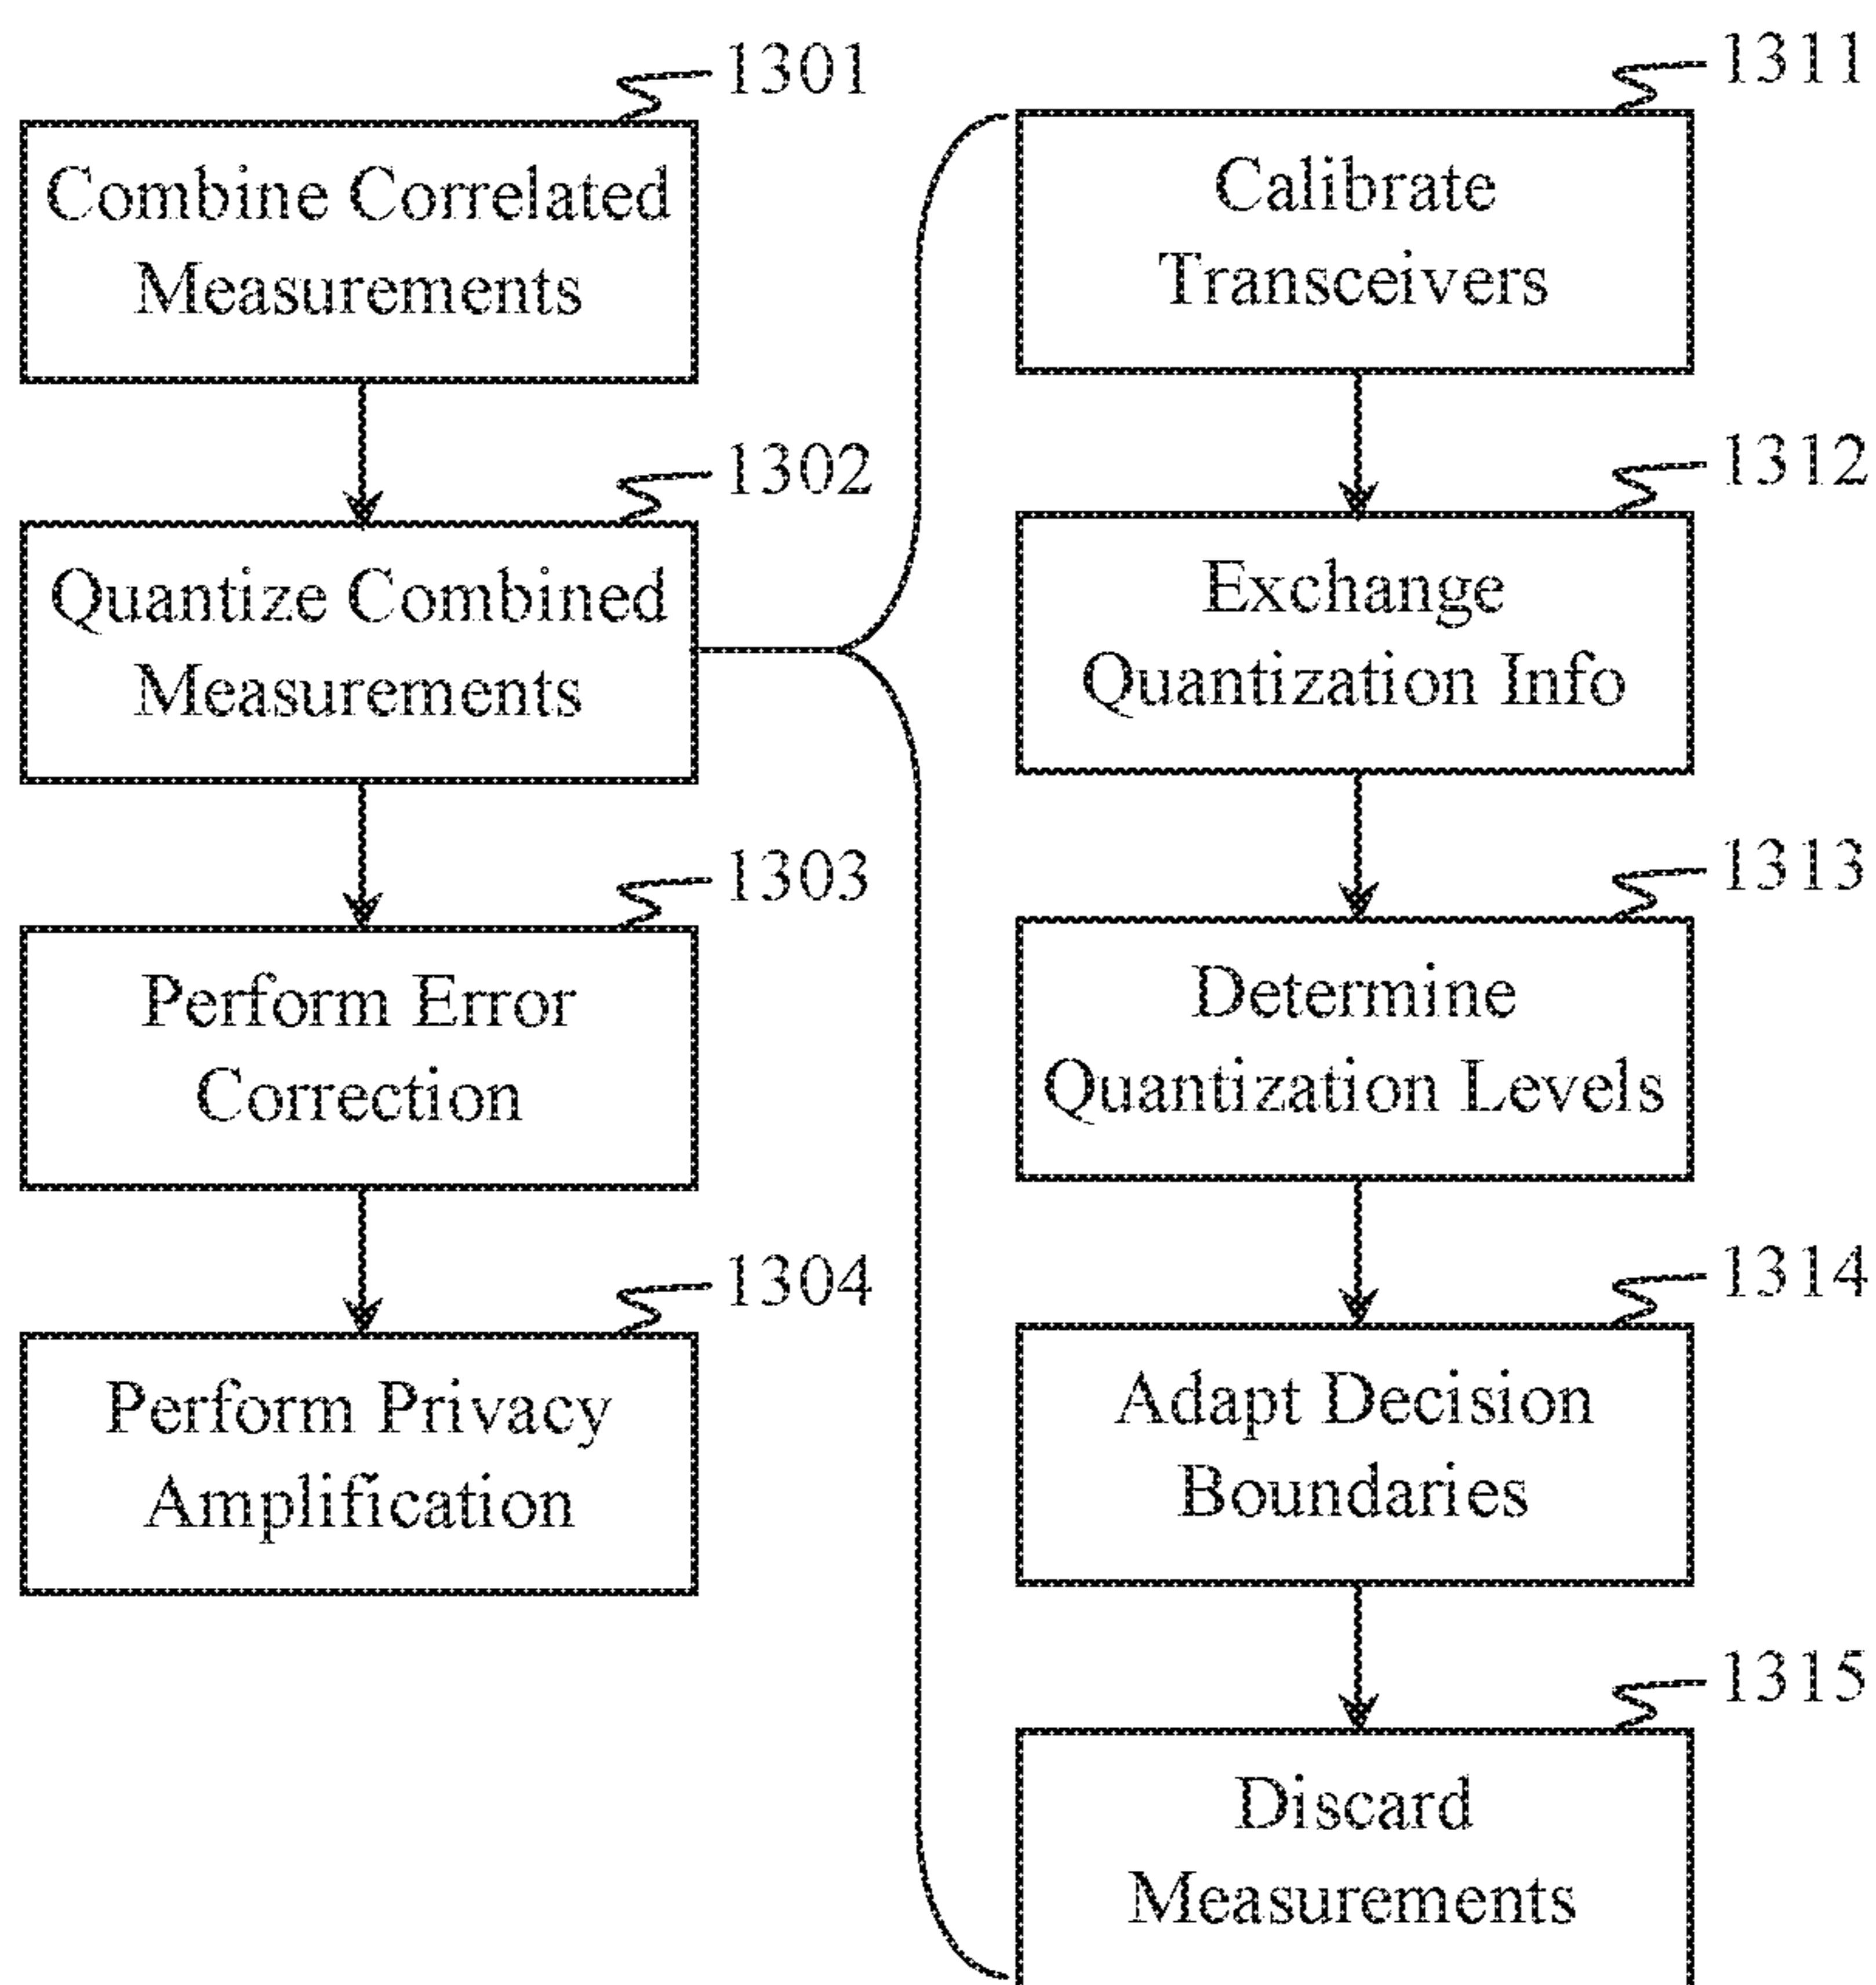 1301
Combine Correlated
Measurements
1302
Quantize Combined
Measurements
1303
Perform Error
Correction
1304
Perform Privacy
Amplification
1311
Calibrate
Transceivers
1312
Exchange
Quantization Info
1313
Determine
Quantization Levels
1314
Adapt Decision
Boundaries
1315
Discard
Measurements